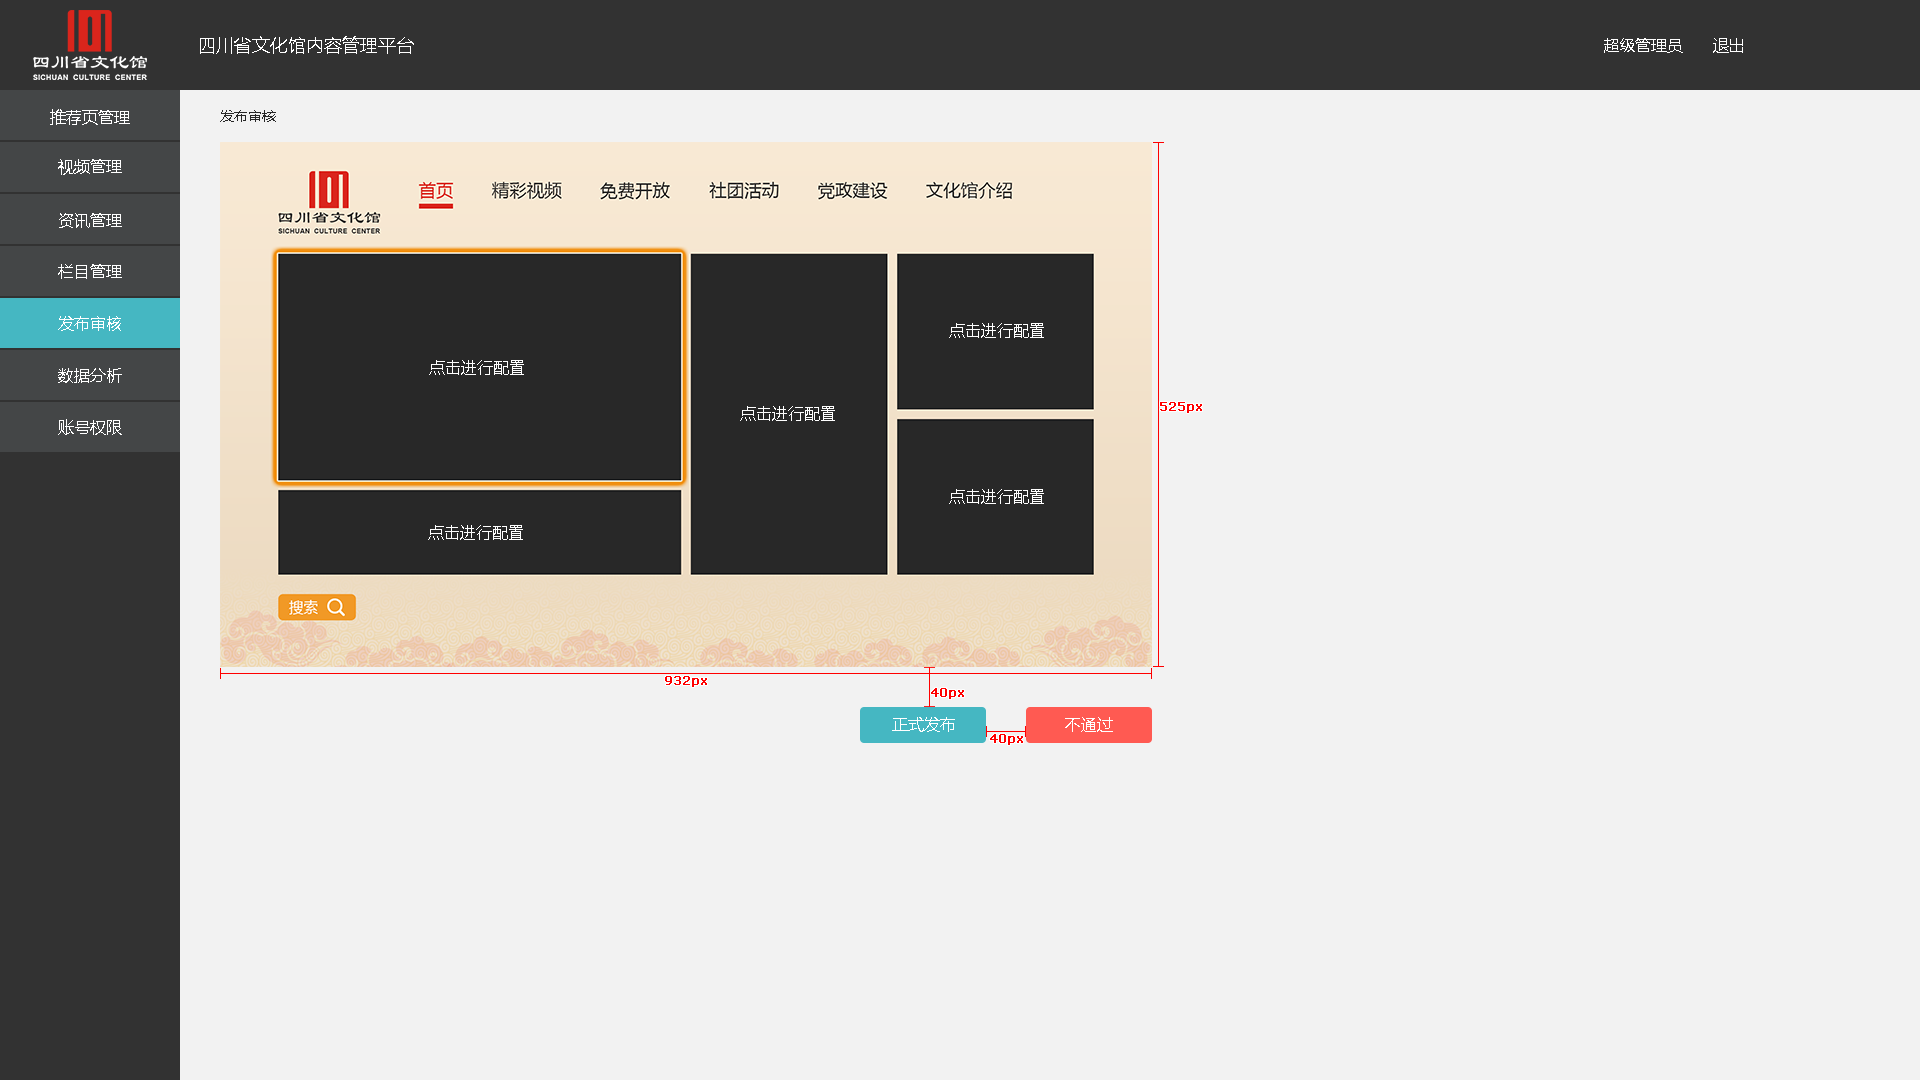 四川省文化馆
SICHUAN CULTURE CENTER
四川省文化馆内容管理平台
超级管理员 退出
推荐页管理
视频管理
资讯管理
栏目管理
发布审核
数据分析
账号权限
发布审核
四川省文化馆
SICHUAN CULTURE CENTER
首页 精彩视频 免费开放 社团活动 党政建设 文化馆介绍
点击进行配置
点击进行配置
点击进行配置
点击进行配置
点击进行配置
搜索
525px
932px
40px
正式发布
40px
不通过